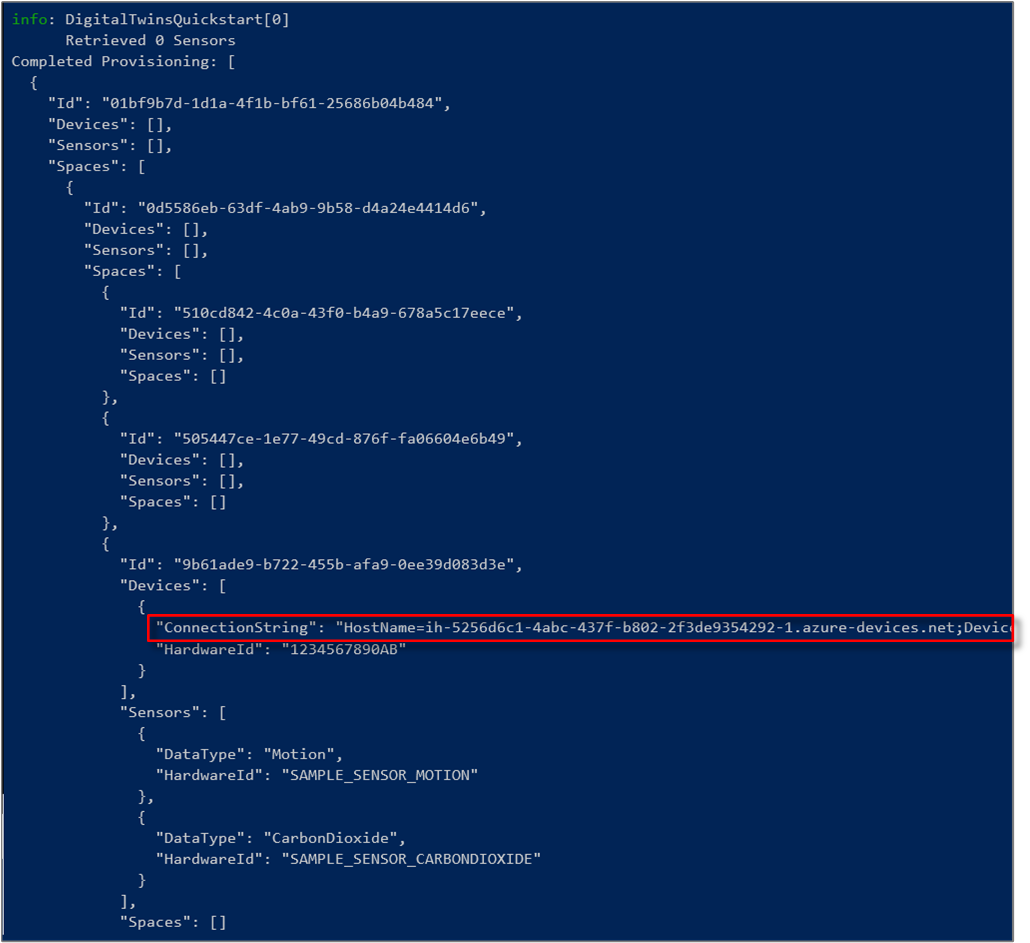 info: DigitalTwinsQuickstart[0]
      Retrieved 0 Sensors
Completed Provisioning: [
  {
    "Id": "01bf9b7d-1d1a-4f1b-bf61-25686b04b484",
    "Devices": [],
    "Sensors": [],
    "Spaces": [
      {
        "Id": "0d5586eb-63df-4ab9-9b58-d4a24e4414d6",
        "Devices": [],
        "Sensors": [],
        "Spaces": [
          {
            "Id": "510cd842-4c0a-43f0-b4a9-678a5c17eece",
            "Devices": [],
            "Sensors": [],
            "Spaces": []
          },
          {
            "Id": "505447ce-1e77-49cd-876f-fa06604e6b49",
            "Devices": [],
            "Sensors": [],
            "Spaces": []
          },
          {
            "Id": "9b61ade9-b722-455b-afa9-0ee39d083d3e",
            "Devices": [
              {
                "ConnectionString": "HostName=ih-5256d6c1-4abc-437f-b802-2f3de9354292-1.azure-devices.net;Devic
                "HardwareId": "1234567890AB"
              }
            ],
            "Sensors": [
              {
                "DataType": "Motion",
                "HardwareId": "SAMPLE_SENSOR_MOTION"
              },
              {
                "DataType": "CarbonDioxide",
                "HardwareId": "SAMPLE_SENSOR_CARBONDIOXIDE"
              }
            ],
            "Spaces": []